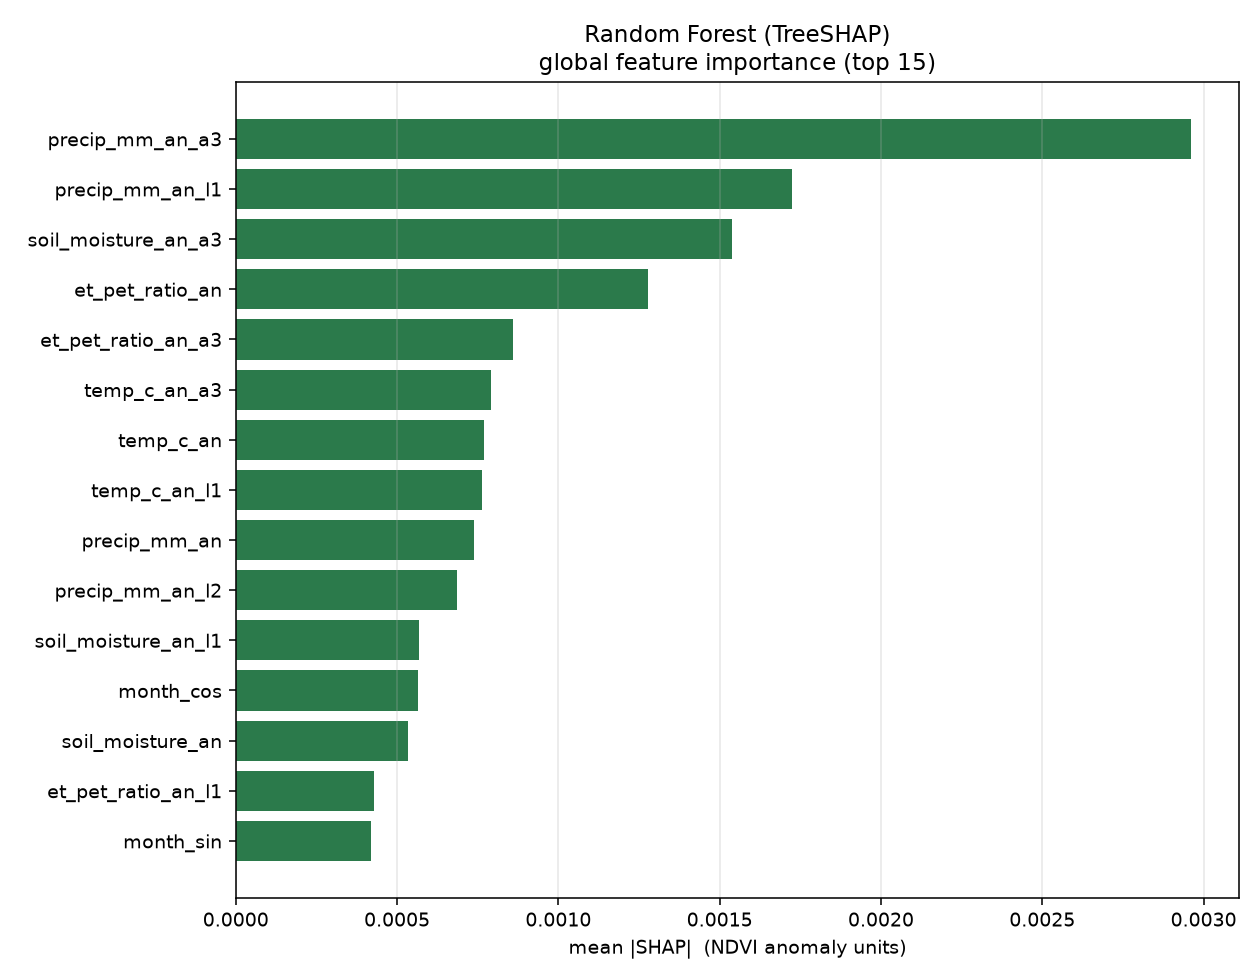 Random Forest (TreeSHAP)
global feature importance (top 15)
precip_mm_an_a3
precip_mm_an_l1
soil_moisture_an_a3
et_pet_ratio_an
et_pet_ratio_an_a3
temp_c_an_a3
temp_c_an
temp_c_an_l1
precip_mm_an
precip_mm_an_l2
soil_moisture_an_l1
month_cos
soil_moisture_an
et_pet_ratio_an_l1
month_sin
0.0000 0.0005 0.0010 0.0015 0.0020 0.0025 0.0030
mean |SHAP|  (NDVI anomaly units)